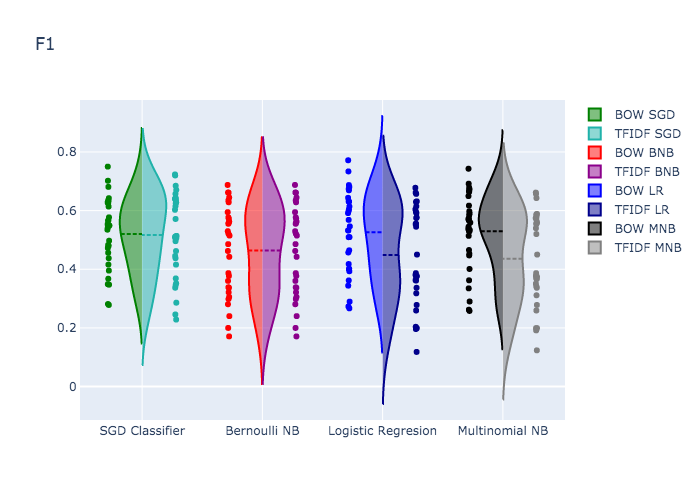 F1
BOW SGD
TFIDF SGD
BOW BNB
TFIDF BNB
BOW LR
TFIDF LR
BOW MNB
TFIDF MNB
0.8
0.6
0.4
0.2
0
SGD Classifier
Bernoulli NB
Logistic Regresion
Multinomial NB